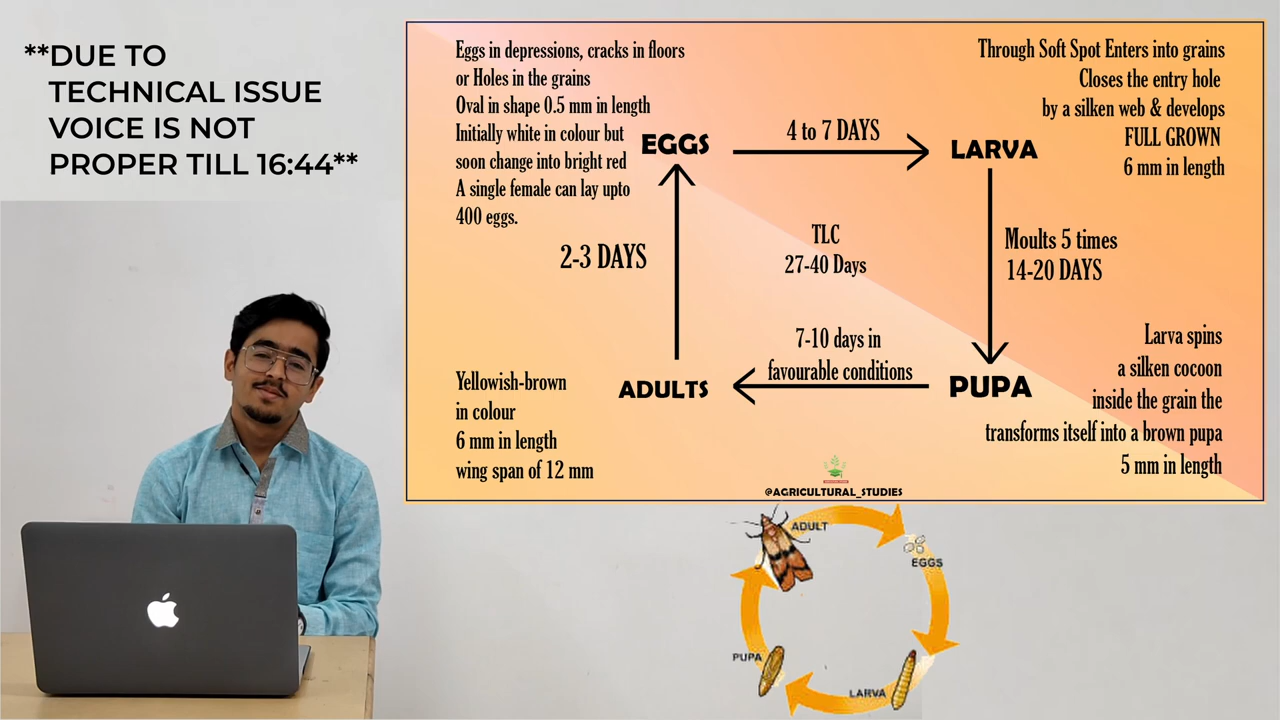 **DUE TO
TECHNICAL ISSUE
VOICE IS NOT
PROPER TILL 16:44**
Eggs in depressions, cracks in floors
or Holes in the grains
Oval in shape 0.5 mm in length
Initially white in colour but
soon change into bright red
A single female can lay upto
400 eggs.
EGGS
4 to 7 DAYS
Through Soft Spot Enters into grains
Closes the entry hole
by a silken web & develops
FULL GROWN
6 mm in length
LARVA
2-3 DAYS
TLC
27-40 Days
Moults 5 times
14-20 DAYS
7-10 days in
favourable conditions
Yellowish-brown
in colour
6 mm in length
wing span of 12 mm
ADULTS
PUPA
Larva spins
a silken cocoon
inside the grain the
transforms itself into a brown pupa
5 mm in length
@AGRICULTURAL_STUDIES
ADULT
EGGS
PUPA
LARVA